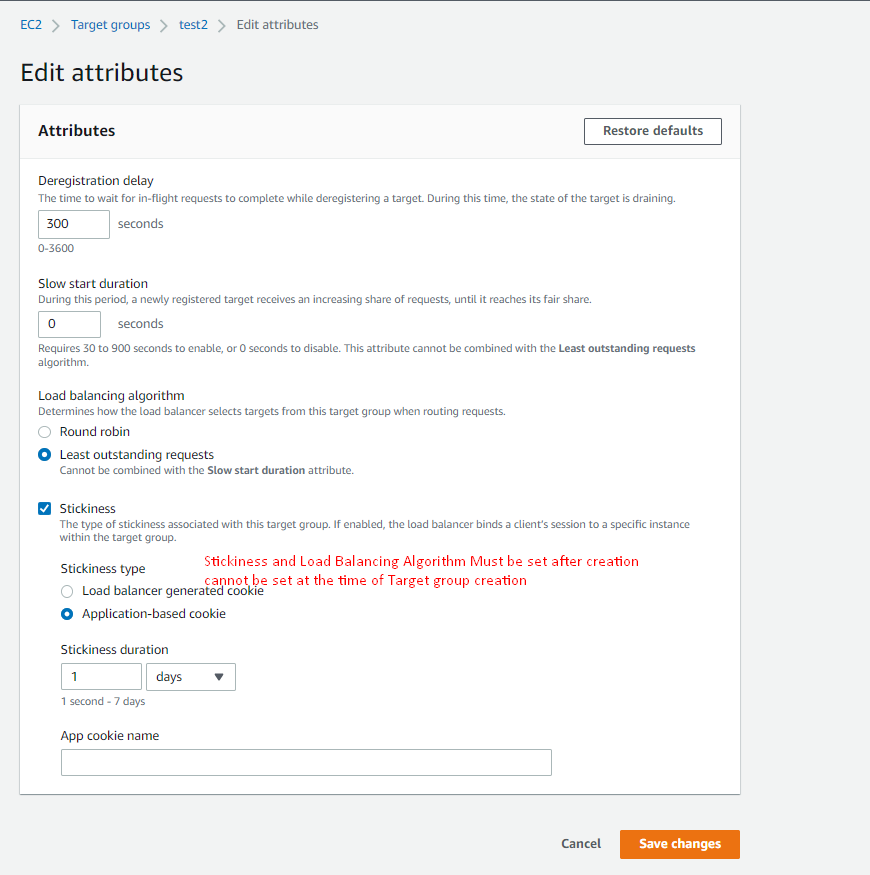 EC2 > Target groups > test2 > Edit attributes
Edit attributes
Attributes
Restore defaults
Deregistration delay
The time to wait for in-flight requests to complete while deregistering a target. During this time, the state of the target is draining.
300 seconds
0-3600
Slow start duration
During this period, a newly registered target receives an increasing share of requests, until it reaches its fair share.
0 seconds
Requires 30 to 900 seconds to enable, or 0 seconds to disable. This attribute cannot be combined with the Least outstanding requests
algorithm.
Load balancing algorithm
Determines how the load balancer selects targets from this target group when routing requests.
Round robin
Least outstanding requests
Cannot be combined with the Slow start duration attribute.
Stickiness
The type of stickiness associated with this target group. If enabled, the load balancer binds a client's session to a specific instance
within the target group.
Stickiness and Load Balancing Algorithm Must be set after creation
cannot be set at the time of Target group creation
Stickiness type
Load balancer generated cookie
Application-based cookie
Stickiness duration
1 days
1 second - 7 days
App cookie name
Cancel
Save changes